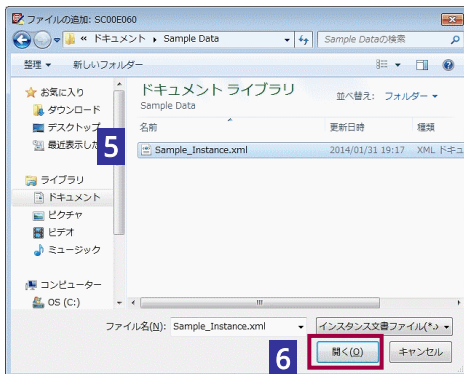 ファイルの追加: SC00E060
« ドキュメント ▸ Sample Data
Sample Dataの検索
整理 ▼ 新しいフォルダー
お気に入り
ダウンロード
デスクトップ
最近表示した
ライブラリ
ドキュメント
ピクチャ
ビデオ
ミュージック
コンピューター
OS (C:)
ドキュメント ライブラリ
Sample Data
並べ替え: フォルダー ▼
名前 更新日時 種類
5
Sample_Instance.xml 2014/01/31 19:17 XML ドキュ
ファイル名(N): Sample_Instance.xml
インスタンス文書ファイル(*.x
6
開く(O) キャンセル